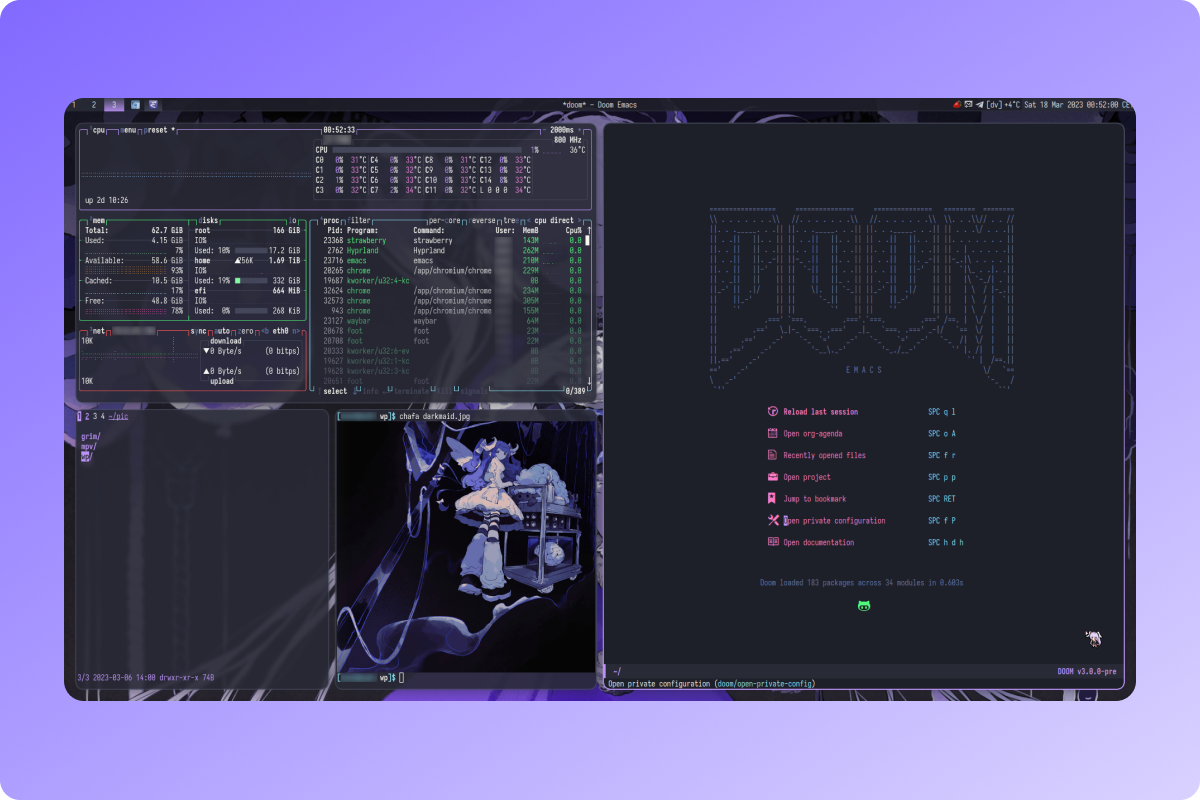 1 2 3 *doom* - Doom Emacs [dv] +4°C Sat 18 Mar 2023 00:52:00 CE
cpu menu preset * 00:52:33 2000ms
800 MHz
CPU 1% 36°C
C0 0% 31°C C4 0% 33°C C8 0% 31°C C12 0% 33°C
C1 0% 33°C C5 0% 32°C C9 0% 33°C C13 0% 32°C
C2 1% 33°C C6 0% 33°C C10 0% 33°C C14 0% 33°C
C3 0% 32°C C7 2% 34°C C11 0% 32°C L 0 0 0 34°C
up 2d 10:26
mem
Total: 62.7 GiB
Used: 4.15 GiB
7%
Available: 58.6 GiB
93%
Cached: 10.5 GiB
17%
Free: 48.8 GiB
78%
disks io
root 166 GiB
IO%
Used: 10% 17.2 GiB
home ▲256K 1.69 TiB
IO%
Used: 19% 332 GiB
efi 664 MiB
IO%
Used: 0% 268 KiB
net sync auto zero <b eth0 n>
10K
download
▼0 Byte/s (0 bitps)
▲0 Byte/s (0 bitps)
10K upload
proc filter per-core reverse tree < cpu direct >
Pid: Program: Command: User: MemB Cpu%
23368 strawberry strawberry 143M 0.0
2762 Hyprland Hyprland 262M 0.0
23716 emacs emacs 210M 0.0
20265 chrome /app/chromium/chrome 229M 0.0
19687 kworker/u32:4-kc 0B 0.0
32624 chrome /app/chromium/chrome 234M 0.0
32573 chrome /app/chromium/chrome 305M 0.0
943 chrome /app/chromium/chrome 155M 0.0
23127 waybar waybar 64M 0.0
20678 foot foot 23M 0.0
20708 foot foot 22M 0.0
20333 kworker/u32:6-ev 0B 0.0
19627 kworker/u32:1-kc 0B 0.0
19628 kworker/u32:3-kc 0B 0.0
foot foot 0.0
select info terminate kill signals 0/389
1 2 3 4 ~/pic
grim/
mpv/
wp/
3/3 2023-03-06 14:00 drwxr-xr-x 74B
[ wp]$ chafa darkmaid.jpg
[ wp]$
EMACS
Reload last session SPC q l
Open org-agenda SPC o A
Recently opened files SPC f r
Open project SPC p p
Jump to bookmark SPC RET
Open private configuration SPC f P
Open documentation SPC h d h
Doom loaded 183 packages across 34 modules in 0.603s
~/ DOOM v3.0.0-pre
Open private configuration (doom/open-private-config)